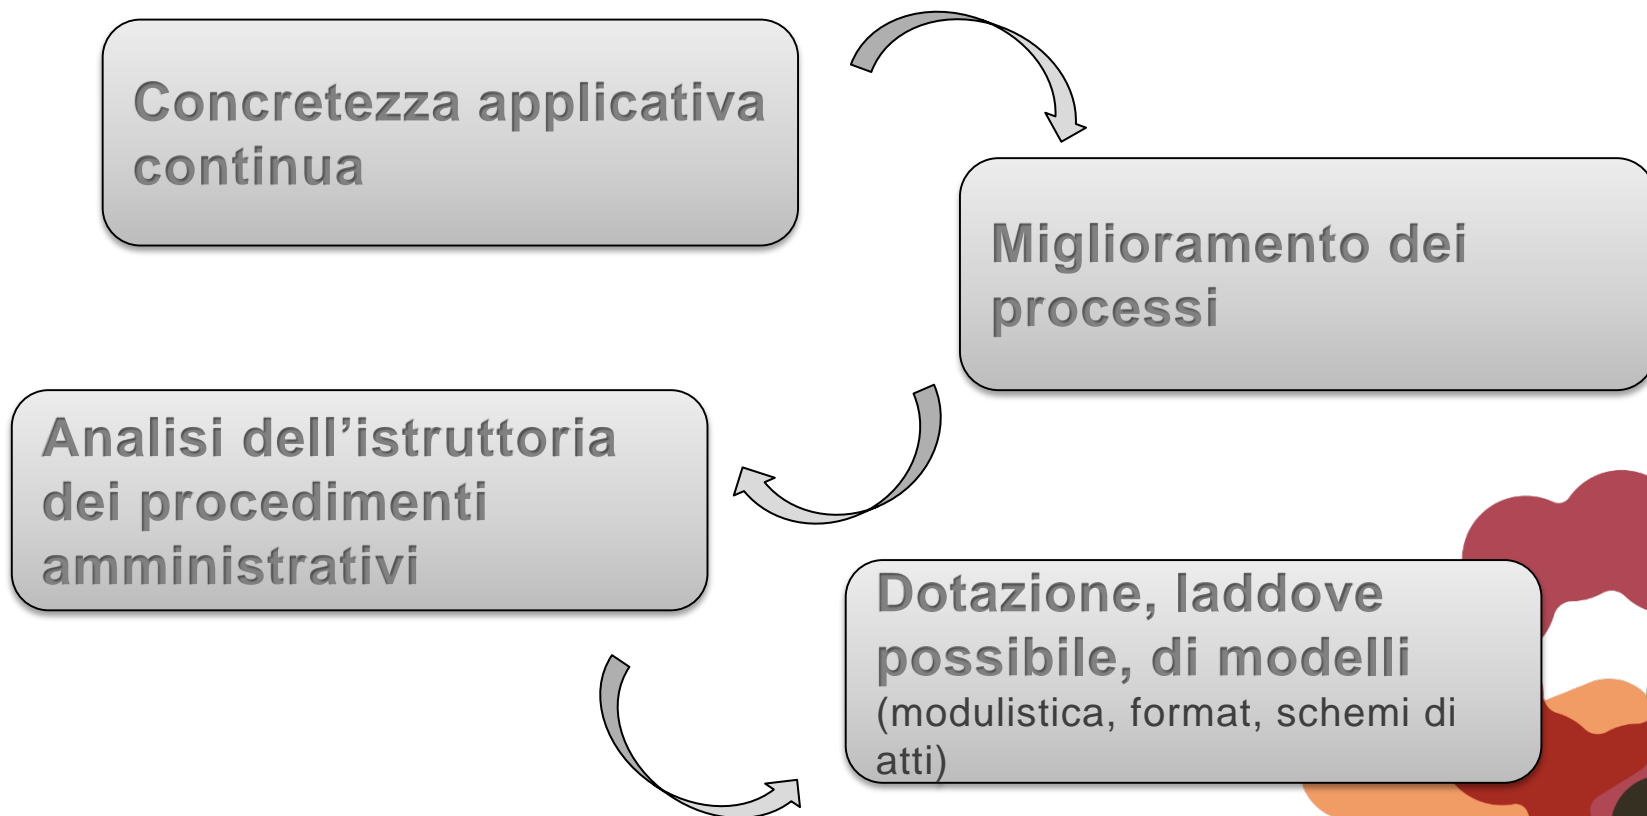 Concretezza applicativa
continua
Miglioramento dei
processi
Analisi dell’istruttoria
dei procedimenti
amministrativi
Dotazione, laddove
possibile, di modelli
(modulistica, format, schemi di
atti)